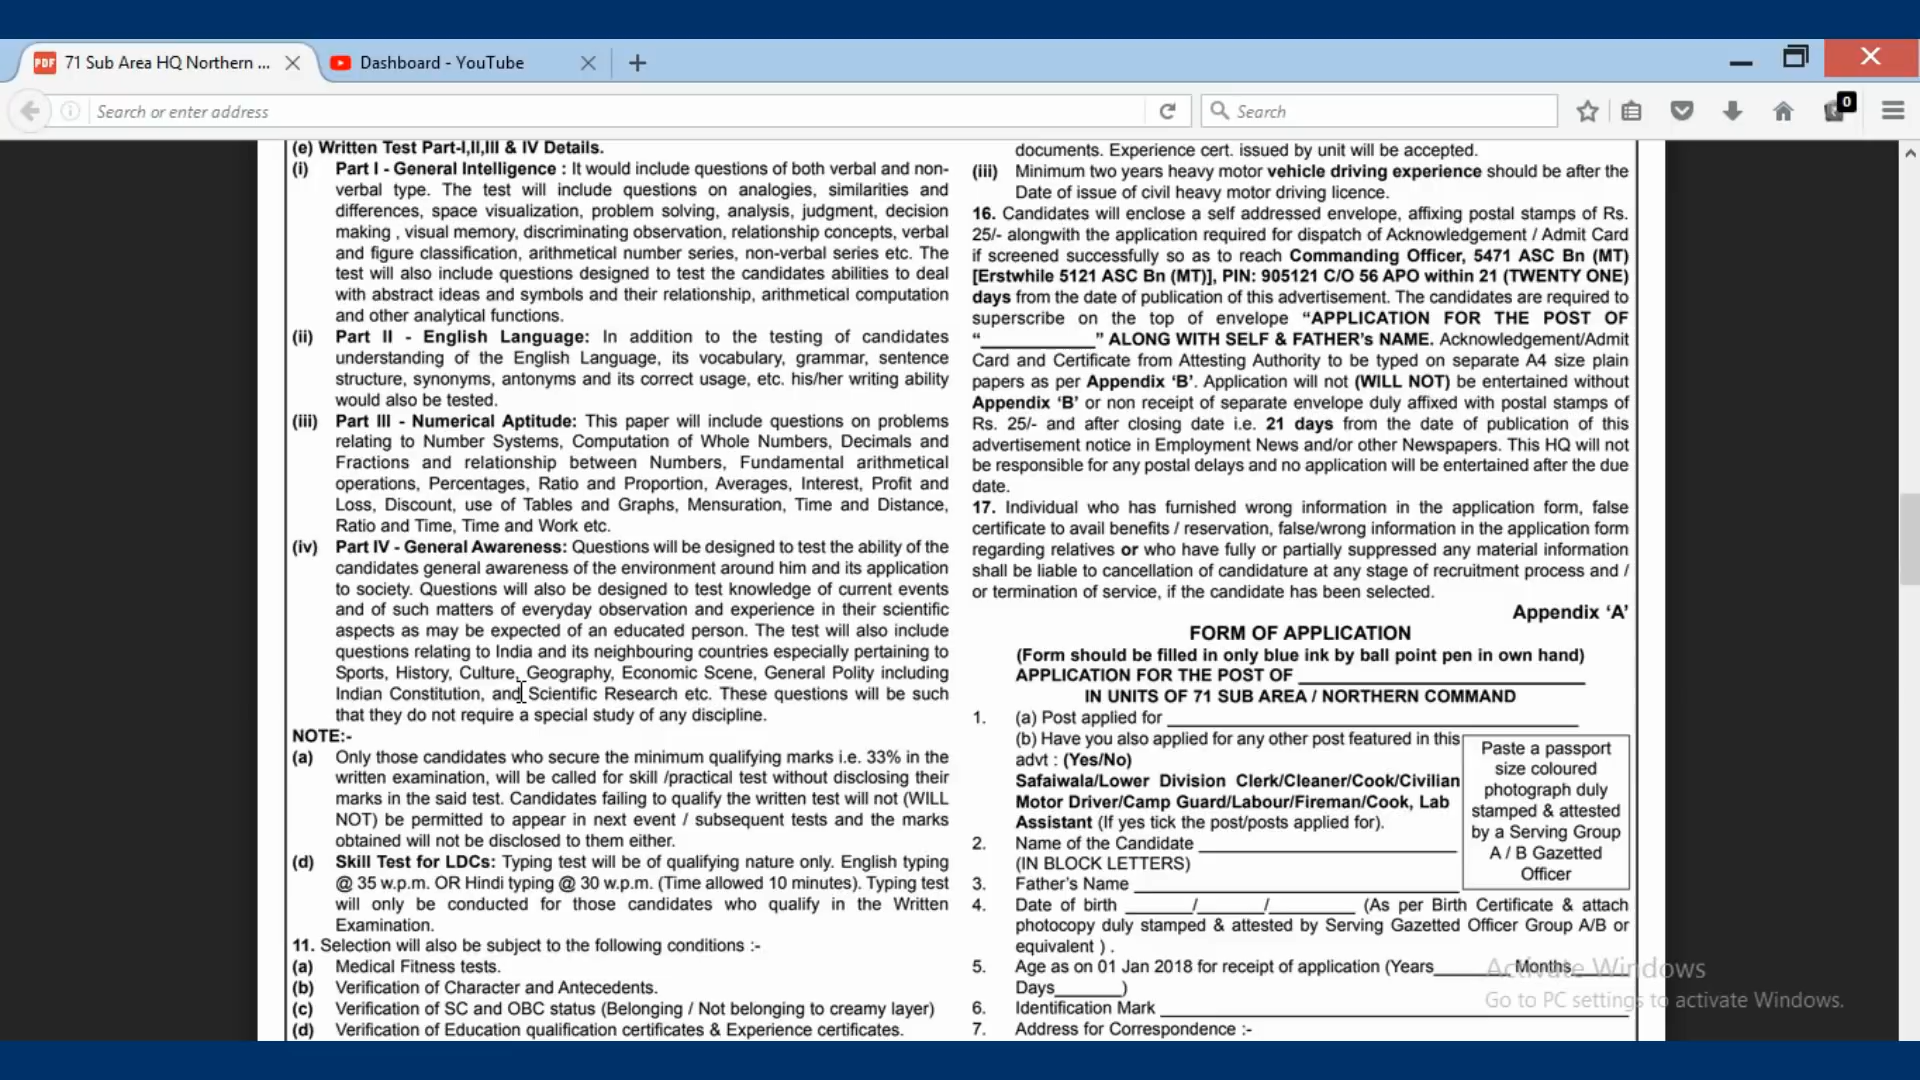 71 Sub Area HQ Northern ...
Dashboard - YouTube
Search or enter address
Search
0
(e) Written Test Part-I,II,III & IV Details.
(i) Part I - General Intelligence : It would include questions of both verbal and non-
verbal type. The test will include questions on analogies, similarities and
differences, space visualization, problem solving, analysis, judgment, decision
making , visual memory, discriminating observation, relationship concepts, verbal
and figure classification, arithmetical number series, non-verbal series etc. The
test will also include questions designed to test the candidates abilities to deal
with abstract ideas and symbols and their relationship, arithmetical computation
and other analytical functions.
(ii) Part II - English Language: In addition to the testing of candidates
understanding of the English Language, its vocabulary, grammar, sentence
structure, synonyms, antonyms and its correct usage, etc. his/her writing ability
would also be tested.
(iii) Part III - Numerical Aptitude: This paper will include questions on problems
relating to Number Systems, Computation of Whole Numbers, Decimals and
Fractions and relationship between Numbers, Fundamental arithmetical
operations, Percentages, Ratio and Proportion, Averages, Interest, Profit and
Loss, Discount, use of Tables and Graphs, Mensuration, Time and Distance,
Ratio and Time, Time and Work etc.
(iv) Part IV - General Awareness: Questions will be designed to test the ability of the
candidates general awareness of the environment around him and its application
to society. Questions will also be designed to test knowledge of current events
and of such matters of everyday observation and experience in their scientific
aspects as may be expected of an educated person. The test will also include
questions relating to India and its neighbouring countries especially pertaining to
Sports, History, Culture, Geography, Economic Scene, General Polity including
Indian Constitution, and Scientific Research etc. These questions will be such
that they do not require a special study of any discipline.
NOTE:-
(a) Only those candidates who secure the minimum qualifying marks i.e. 33% in the
written examination, will be called for skill /practical test without disclosing their
marks in the said test. Candidates failing to qualify the written test will not (WILL
NOT) be permitted to appear in next event / subsequent tests and the marks
obtained will not be disclosed to them either.
(d) Skill Test for LDCs: Typing test will be of qualifying nature only. English typing
@ 35 w.p.m. OR Hindi typing @ 30 w.p.m. (Time allowed 10 minutes). Typing test
will only be conducted for those candidates who qualify in the Written
Examination.
11. Selection will also be subject to the following conditions :-
(a) Medical Fitness tests.
(b) Verification of Character and Antecedents.
(c) Verification of SC and OBC status (Belonging / Not belonging to creamy layer)
(d) Verification of Education qualification certificates & Experience certificates.
documents. Experience cert. issued by unit will be accepted.
(iii) Minimum two years heavy motor vehicle driving experience should be after the
Date of issue of civil heavy motor driving licence.
16. Candidates will enclose a self addressed envelope, affixing postal stamps of Rs.
25/- alongwith the application required for dispatch of Acknowledgement / Admit Card
if screened successfully so as to reach Commanding Officer, 5471 ASC Bn (MT)
[Erstwhile 5121 ASC Bn (MT)], PIN: 905121 C/O 56 APO within 21 (TWENTY ONE)
days from the date of publication of this advertisement. The candidates are required to
superscribe on the top of envelope “APPLICATION FOR THE POST OF
“____________” ALONG WITH SELF & FATHER’s NAME. Acknowledgement/Admit
Card and Certificate from Attesting Authority to be typed on separate A4 size plain
papers as per Appendix ‘B’. Application will not (WILL NOT) be entertained without
Appendix ‘B’ or non receipt of separate envelope duly affixed with postal stamps of
Rs. 25/- and after closing date i.e. 21 days from the date of publication of this
advertisement notice in Employment News and/or other Newspapers. This HQ will not
be responsible for any postal delays and no application will be entertained after the due
date.
17. Individual who has furnished wrong information in the application form, false
certificate to avail benefits / reservation, false/wrong information in the application form
regarding relatives or who have fully or partially suppressed any material information
shall be liable to cancellation of candidature at any stage of recruitment process and /
or termination of service, if the candidate has been selected.
Appendix ‘A’
FORM OF APPLICATION
(Form should be filled in only blue ink by ball point pen in own hand)
APPLICATION FOR THE POST OF ______________________________
IN UNITS OF 71 SUB AREA / NORTHERN COMMAND
1. (a) Post applied for ___________________________________________
(b) Have you also applied for any other post featured in this
advt : (Yes/No)
Safaiwala/Lower Division Clerk/Cleaner/Cook/Civilian
Motor Driver/Camp Guard/Labour/Fireman/Cook, Lab
Assistant (If yes tick the post/posts applied for).
Paste a passport
size coloured
photograph duly
stamped & attested
by a Serving Group
A / B Gazetted
Officer
2. Name of the Candidate ___________________________
(IN BLOCK LETTERS)
3. Father’s Name __________________________________
4. Date of birth _______/_______/_________ (As per Birth Certificate & attach
photocopy duly stamped & attested by Serving Gazetted Officer Group A/B or
equivalent ) .
5. Age as on 01 Jan 2018 for receipt of application (Years________Months______
Days_______)
6. Identification Mark _________________________________________________
7. Address for Correspondence :-
Activate Windows
Go to PC settings to activate Windows.